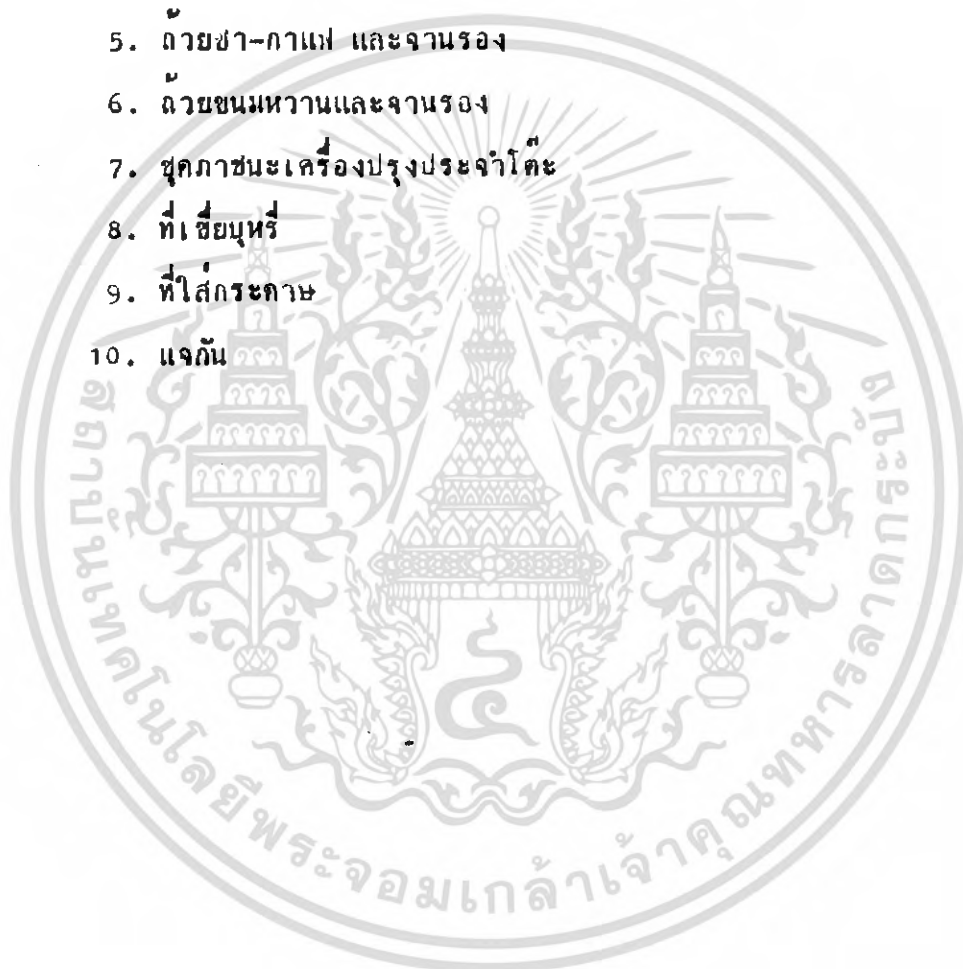 5. ถ้วยชา-กาแฟ และจานรอง
6. ถ้วยขนมหวานและจานรอง
7. ชุดภาชนะเครื่องปรุงประจำโต๊ะ
8. ที่เขี่ยบุหรี่
9. ที่ใส่กระดาษ
10. แจกัน
สถาบันเทคโนโลยีพระจอมเกล้าเจ้าคุณทหารลาดกระบัง